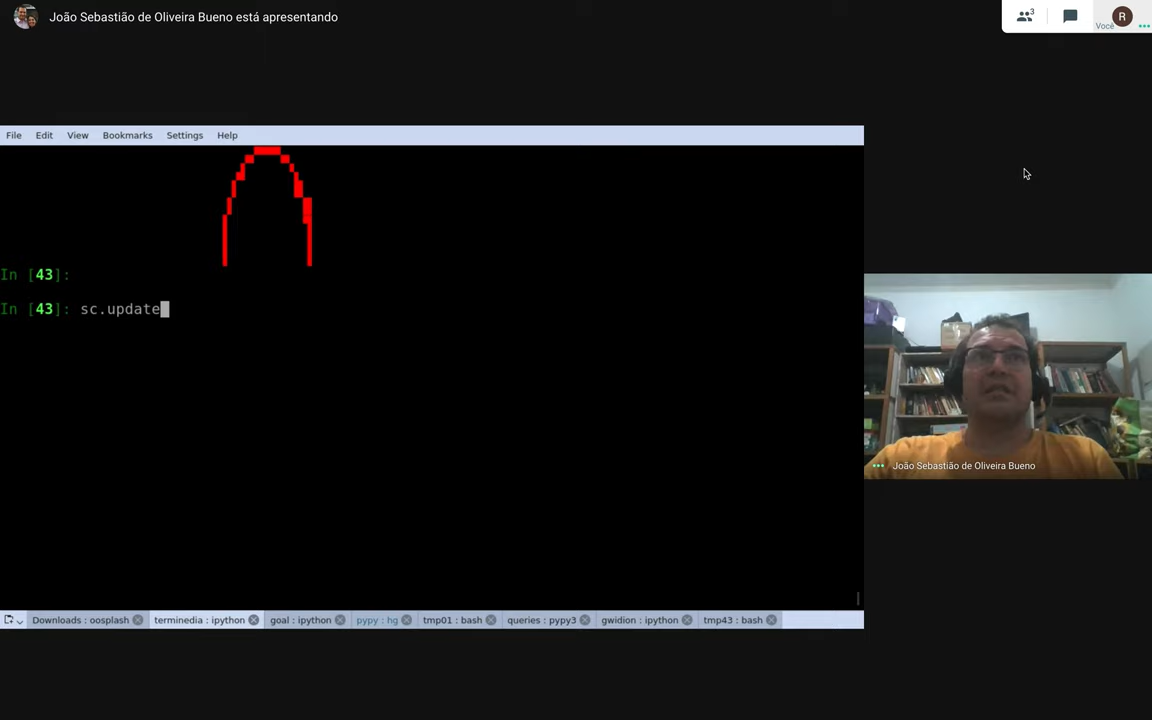 João Sebastião de Oliveira Bueno está apresentando
3
Você
R
File Edit View Bookmarks Settings Help
In [43]:
In [43]: sc.update
João Sebastião de Oliveira Bueno
Downloads : oosplash terminedia : ipython goal : ipython pypy : hg tmp01 : bash queries : pypy3 gwidion : ipython tmp43 : bash